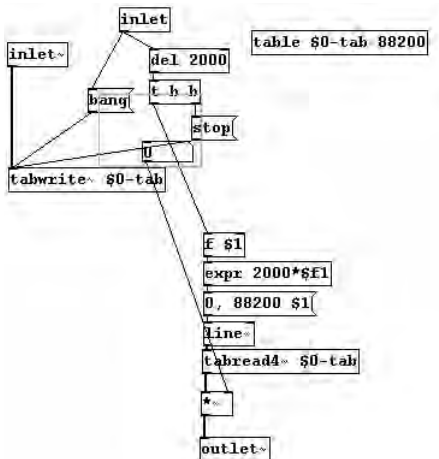 inlet
inlet~
table $0-tab 88200
del 2000
bang
t b b
stop
0
tabwrite~ $0-tab
f $1
expr 2000*$f1
0, 88200 $1
line~
tabread4~ $0-tab
*~
outlet~